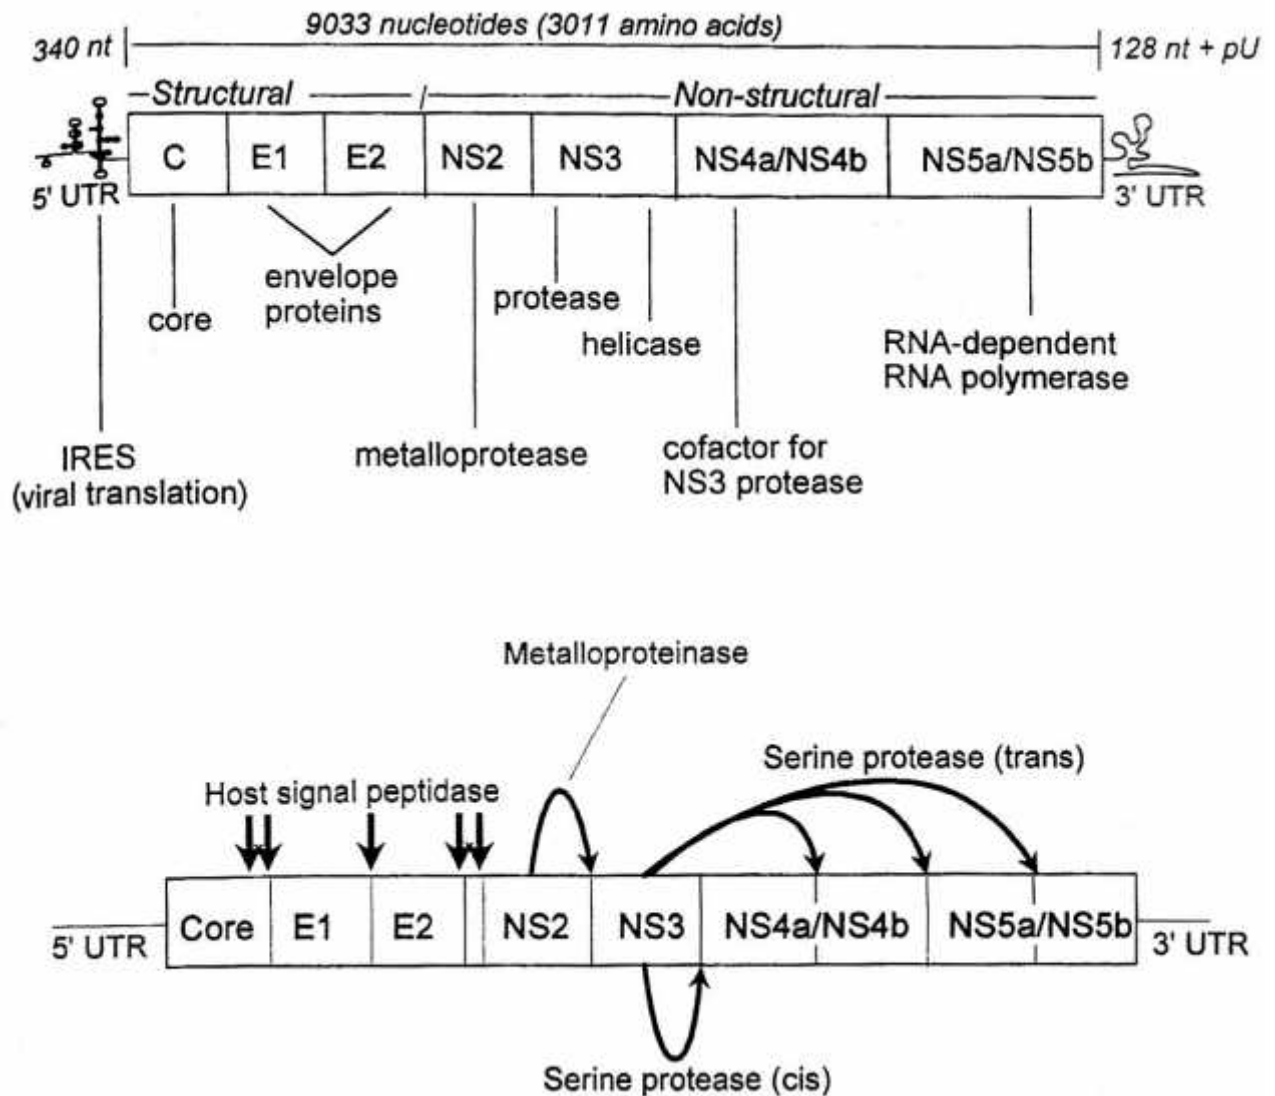 9033 nucleotides (3011 amino acids)
340 nt
128 nt + pU
Structural
Non-structural
C
E1
E2
NS2
NS3
NS4a/NS4b
NS5a/NS5b
5' UTR
3' UTR
envelope
proteins
core
protease
helicase
RNA-dependent
RNA polymerase
IRES
(viral translation)
metalloprotease
cofactor for
NS3 protease
Metalloproteinase
Serine protease (trans)
Host signal peptidase
Core
E1
E2
NS2
NS3
NS4a/NS4b
NS5a/NS5b
5' UTR
3' UTR
Serine protease (cis)